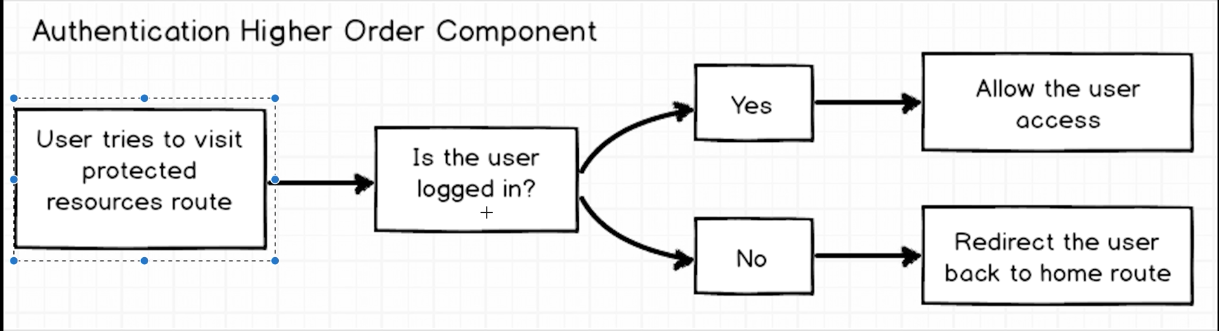 Authentication Higher Order Component
User tries to visit
protected
resources route
Is the user
logged in?
Yes
Allow the user
access
No
Redirect the user
back to home route